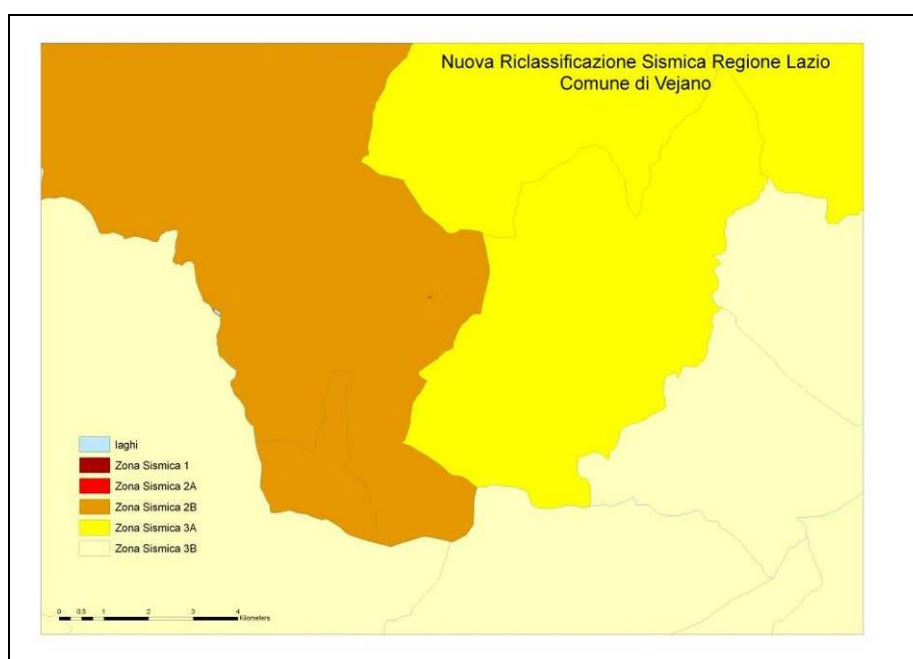 Nuova Riclassificazione Sismica Regione Lazio
Comune di Vejano
laghi
Zona Sismica 1
Zona Sismica 2A
Zona Sismica 2B
Zona Sismica 3A
Zona Sismica 3B
0 0,5 1 2 3 4
Kilometers